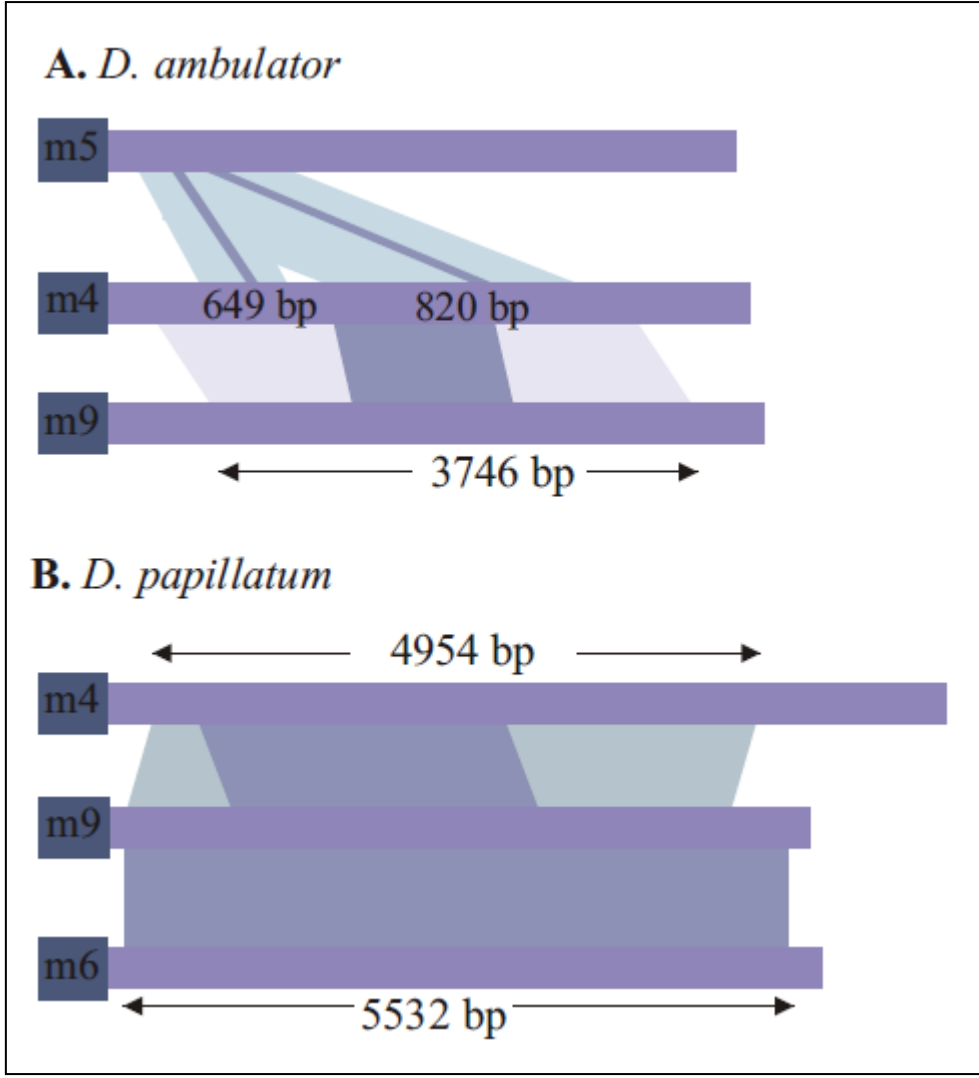 A. D. ambulator
m5
m4
649 bp 820 bp
m9
3746 bp
B. D. papillatum
4954 bp
m4
m9
m6
5532 bp